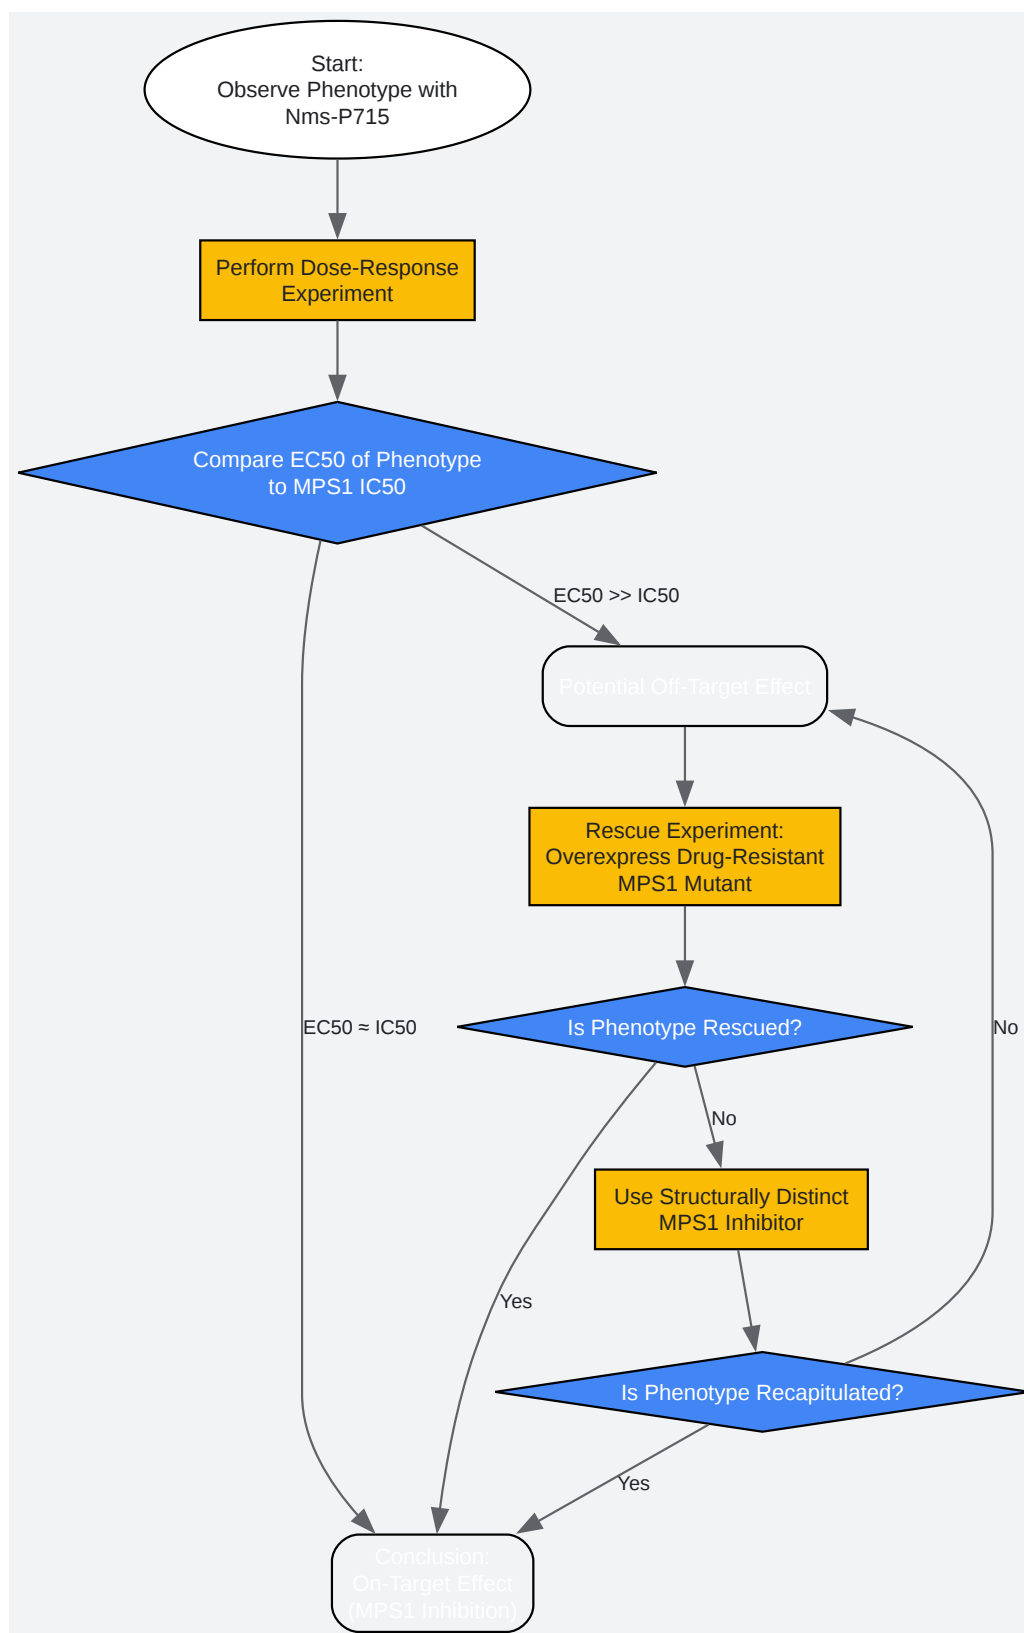 Start:
Observe Phenotype with
Nms-P715
Perform Dose-Response
Experiment
Compare EC50 of Phenotype
to MPS1 IC50
EC50 >> IC50
Potential Off-Target Effect
Rescue Experiment:
Overexpress Drug-Resistant
MPS1 Mutant
EC50 ≈ IC50
Is Phenotype Rescued?
No
No
Use Structurally Distinct
MPS1 Inhibitor
Yes
Is Phenotype Recapitulated?
Yes
Conclusion:
On-Target Effect
(MPS1 Inhibition)